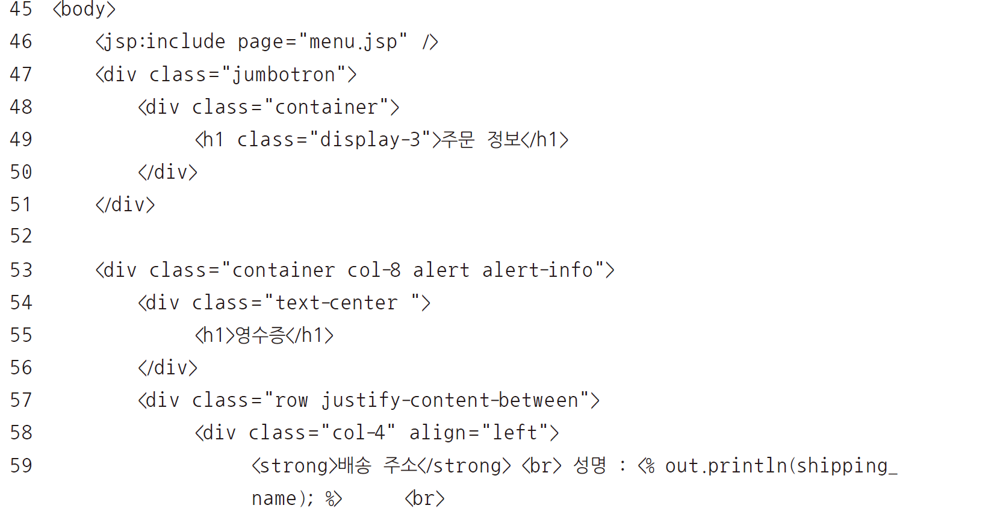 45 <body>
46 <jsp:include page="menu.jsp" />
47 <div class="jumbotron">
48 <div class="container">
49 <h1 class="display-3">주문 정보</h1>
50 </div>
51 </div>
52
53 <div class="container col-8 alert alert-info">
54 <div class="text-center ">
55 <h1>영수증</h1>
56 </div>
57 <div class="row justify-content-between">
58 <div class="col-4" align="left">
59 <strong>배송 주소</strong> <br> 성명 : <% out.println(shipping_
name); %> <br>